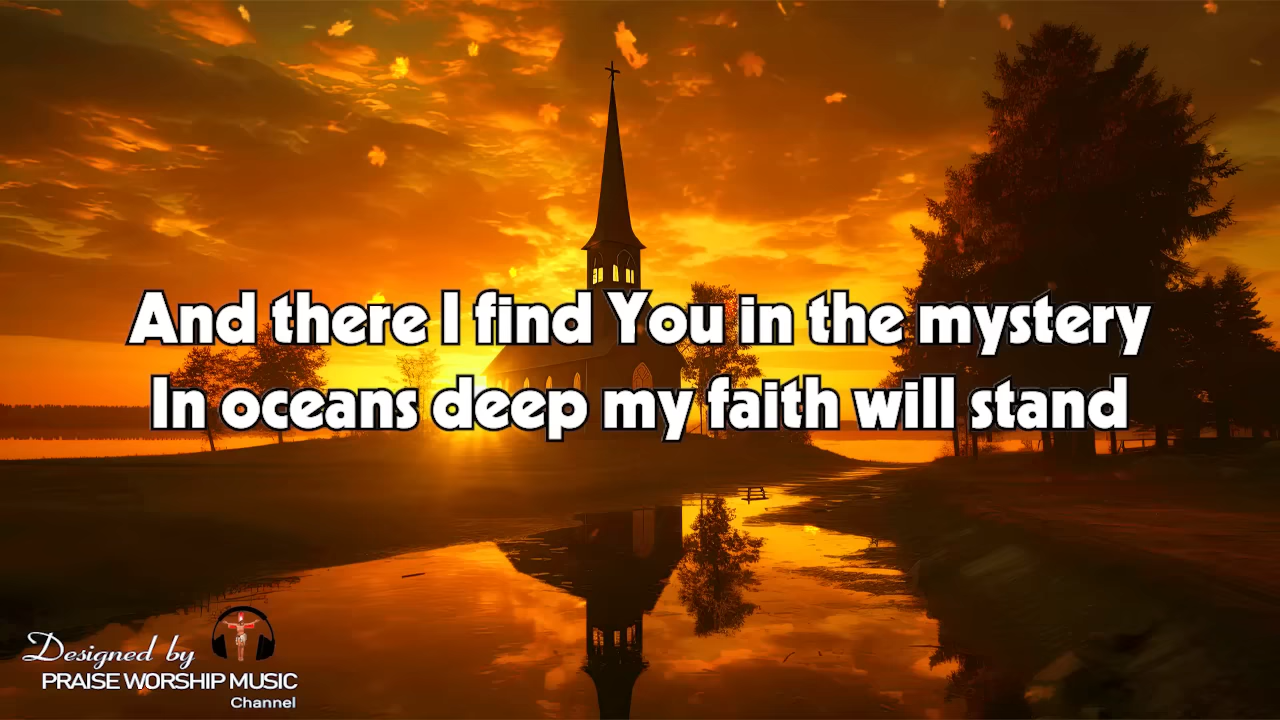 And there I find You in the mystery
In oceans deep my faith will stand
Designed by
PRAISE WORSHIP MUSIC
Channel